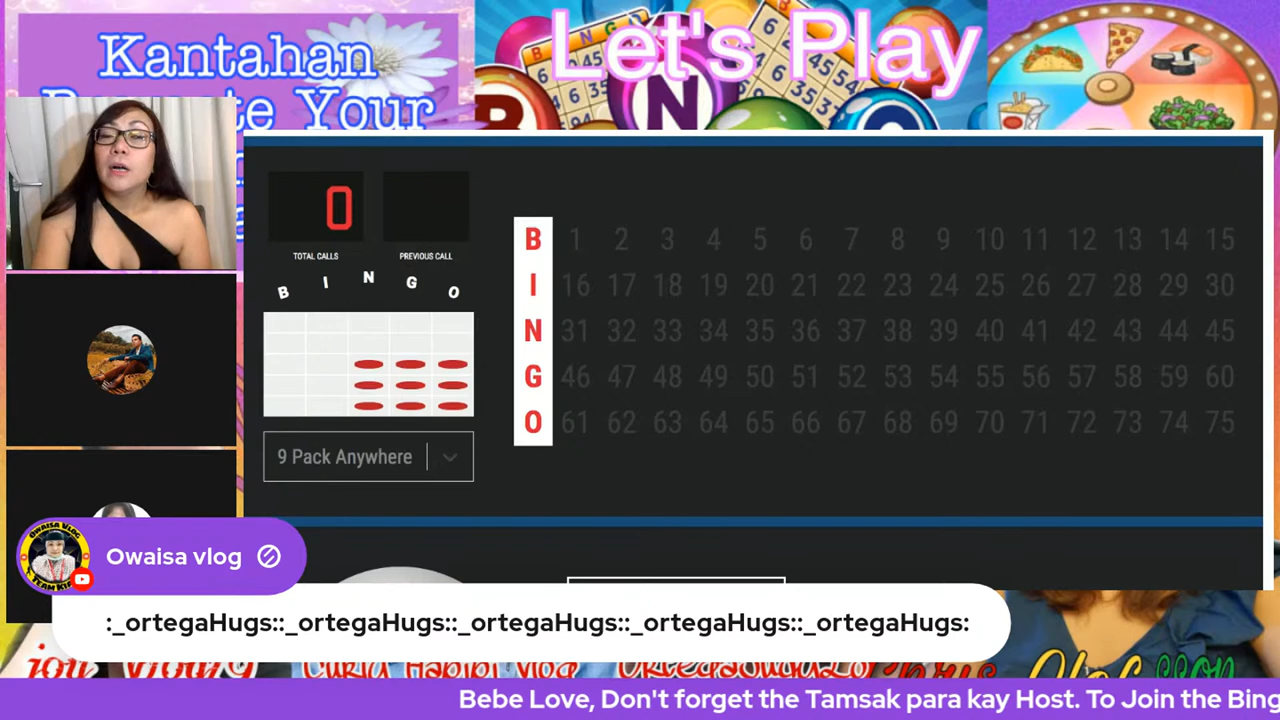 Kantahan
Your
Let's Play
B N O
0
TOTAL CALLS
PREVIOUS CALL
B I N G O
9 Pack Anywhere
B 1 2 3 4 5 6 7 8 9 10 11 12 13 14 15
I 16 17 18 19 20 21 22 23 24 25 26 27 28 29 30
N 31 32 33 34 35 36 37 38 39 40 41 42 43 44 45
G 46 47 48 49 50 51 52 53 54 55 56 57 58 59 60
O 61 62 63 64 65 66 67 68 69 70 71 72 73 74 75
Owaisa vlog
:_ortegaHugs::_ortegaHugs::_ortegaHugs::_ortegaHugs::_ortegaHugs:
Bebe Love, Don't forget the Tamsak para kay Host. To Join the Bing